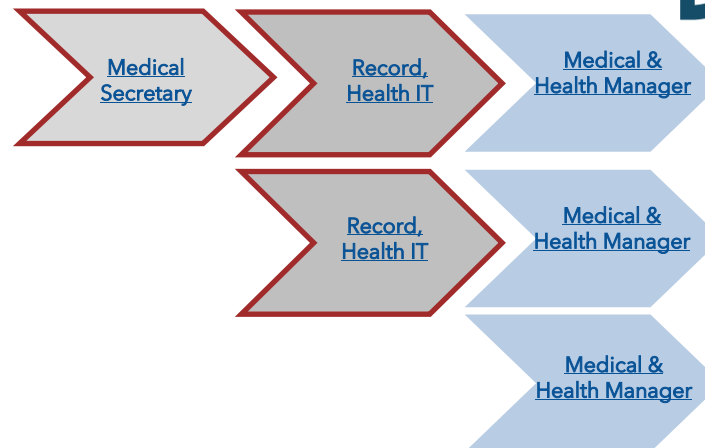 Medical
Secretary
Record,
Health IT
Medical &
Health Manager
Record,
Health IT
Medical &
Health Manager
Medical &
Health Manager